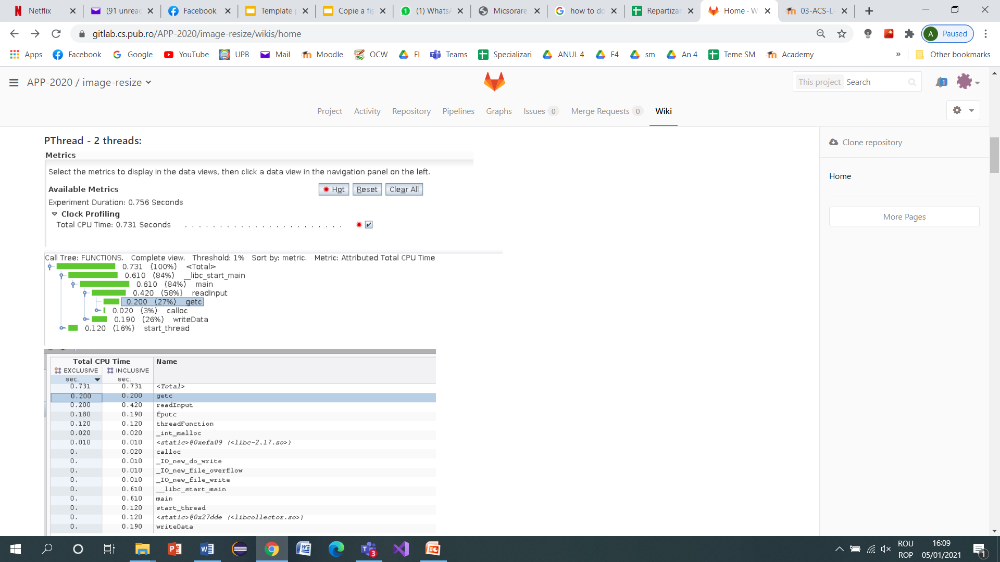 Netflix
(91 unread
Facebook
Template p
Copie a fiș
(1) WhatsA
Micsorare
how to do
Repartizar
Home · W
03-ACS-L-
gitlab.cs.pub.ro/APP-2020/image-resize/wikis/home
A Paused
Apps Facebook Google YouTube UPB Mail Moodle OCW FI Teams Specializari ANUL 4 F4 sm An 4 Teme SM Academy » Other bookmarks
APP-2020 / image-resize
This project Search
1
Project Activity Repository Pipelines Graphs Issues 0 Merge Requests 0 Wiki
PThread - 2 threads:
Metrics
Select the metrics to display in the data views, then click a data view in the navigation panel on the left.
Available Metrics Hot Reset Clear All
Experiment Duration: 0.756 Seconds
Clock Profiling
Total CPU Time: 0.731 Seconds . . . . . . . . . . . . . . . . . . . . . . .
Call Tree: FUNCTIONS. Complete view. Threshold: 1% Sort by: metric. Metric: Attributed Total CPU Time
0.731 (100%) <Total>
0.610 (84%) __libc_start_main
0.610 (84%) main
0.420 (58%) readInput
0.200 (27%) getc
0.020 (3%) calloc
0.190 (26%) writeData
0.120 (16%) start_thread
Total CPU Time Name
EXCLUSIVE INCLUSIVE
sec. sec.
0.731 0.731 <Total>
0.200 0.200 getc
0.200 0.420 readInput
0.180 0.190 fputc
0.120 0.120 threadFunction
0.020 0.020 _int_malloc
0.010 0.010 <static>@0xefa09 (<libc-2.17.so>)
0. 0.020 calloc
0. 0.010 _IO_new_do_write
0. 0.010 _IO_new_file_overflow
0. 0.010 _IO_new_file_write
0. 0.610 __libc_start_main
0. 0.610 main
0. 0.120 start_thread
0. 0.120 <static>@0x27dde (<libcollector.so>)
0. 0.190 writeData
Clone repository
Home
More Pages
3
ROU
ROP
16:09
05/01/2021
1